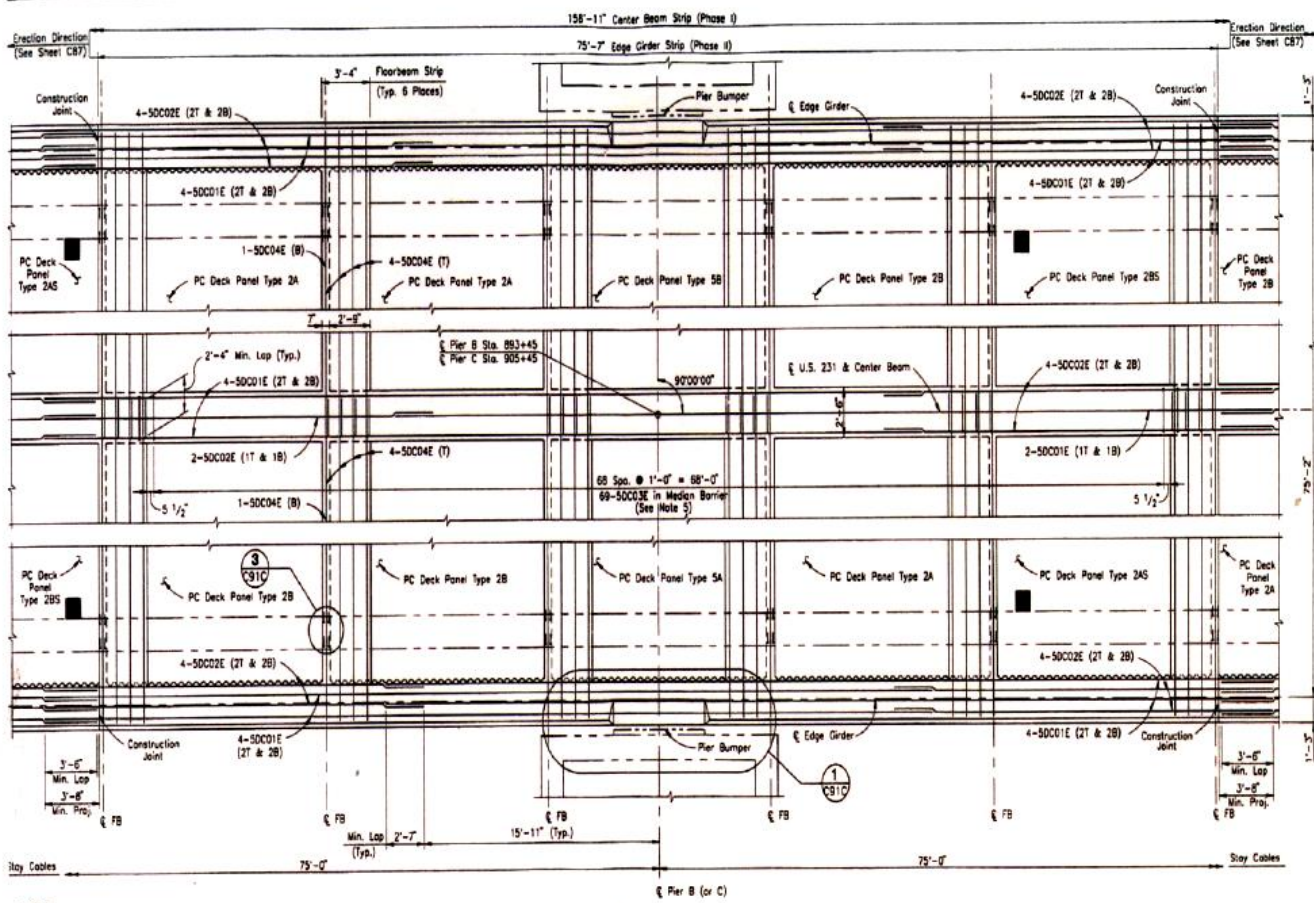 158'-11" Center Beam Strip (Phase I)
Erection Direction
(See Sheet C87)
Erection Direction
(See Sheet C87)
75'-7" Edge Girder Strip (Phase II)
3'-4"
Floorbeam Strip
(Typ. 6 Places)
Pier Bumper
Construction
Joint
4-5DC02E (2T & 2B)
℄ Edge Girder
4-5DC02E (2T & 2B)
Construction
Joint
4-5DC01E (2T & 2B)
4-5DC01E (2T & 2B)
1-5DC04E (B)
4-5DC04E (T)
PC Deck
Panel
Type 2AS
PC Deck Panel Type 2A
PC Deck Panel Type 2A
PC Deck Panel Type 5B
PC Deck Panel Type 2B
PC Deck Panel Type 2BS
PC Deck
Panel
Type 2B
7"
2'-9"
℄ Pier B Sta. 893+45
℄ Pier C Sta. 905+45
2'-4" Min. Lap (Typ.)
4-5DC01E (2T & 2B)
90°00'00"
℄ U.S. 231 & Center Beam
4-5DC02E (2T & 2B)
2'-6"
2-5DC02E (1T & 1B)
4-5DC04E (T)
2-5DC01E (1T & 1B)
75'-2"
68 Spa. @ 1'-0" = 68'-0"
69-5DC03E in Median Barrier
(See Note 5)
5 1/2"
1-5DC04E (B)
5 1/2"
PC Deck
Panel
Type 2BS
3
C91C
PC Deck Panel Type 2B
PC Deck Panel Type 2B
PC Deck Panel Type 5A
PC Deck Panel Type 2A
PC Deck Panel Type 2AS
PC Deck
Panel
Type 2A
4-5DC02E (2T & 2B)
4-5DC02E (2T & 2B)
Construction
Joint
4-5DC01E
(2T & 2B)
Pier Bumper
℄ Edge Girder
4-5DC01E (2T & 2B)
Construction
Joint
1
C91C
3'-6"
Min. Lap
3'-8"
Min. Proj.
3'-6"
Min. Lap
3'-8"
Min. Proj.
℄ FB
℄ FB
℄ FB
℄ FB
℄ FB
℄ FB
Min. Lap
(Typ.)
2'-7"
15'-11" (Typ.)
Stay Cables
75'-0"
75'-0"
Stay Cables
℄ Pier B (or C)